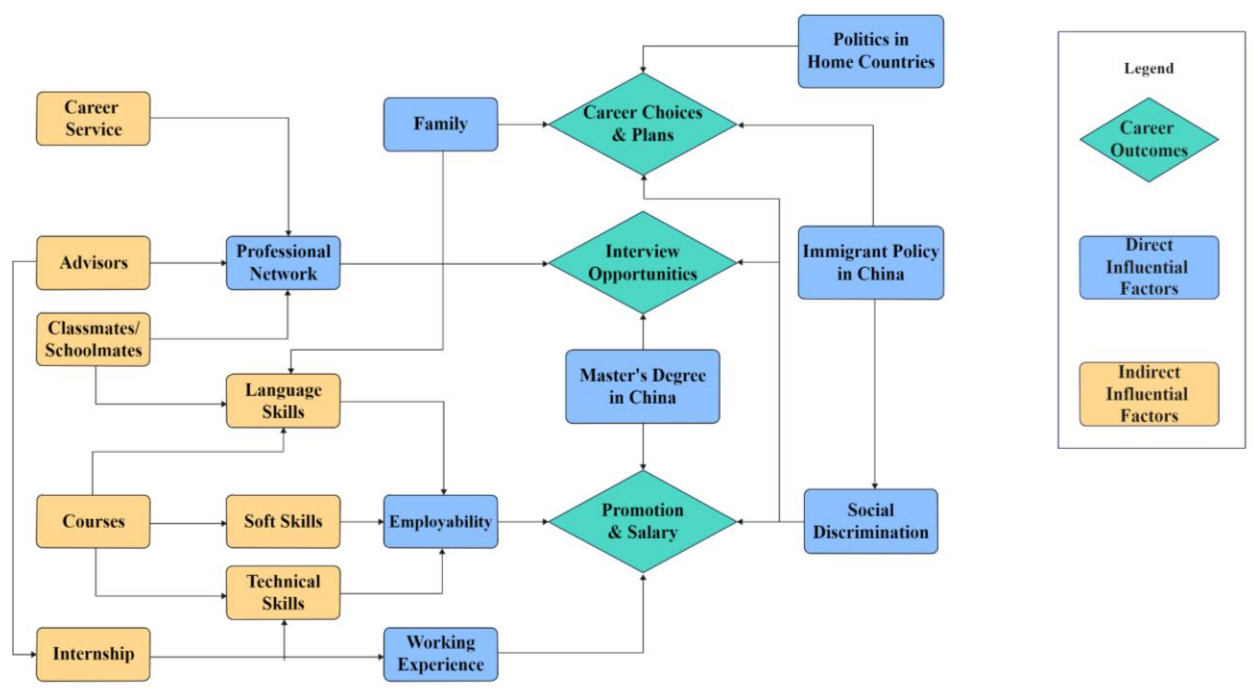 Politics in
Home Countries
Legend
Career
Service
Family
Career Choices
& Plans
Career
Outcomes
Advisors
Professional
Network
Interview
Opportunities
Immigrant Policy
in China
Direct
Influential
Factors
Classmates/
Schoolmates
Language
Skills
Master's Degree
in China
Indirect
Influential
Factors
Courses
Soft Skills
Employability
Promotion
& Salary
Social
Discrimination
Technical
Skills
Internship
Working
Experience